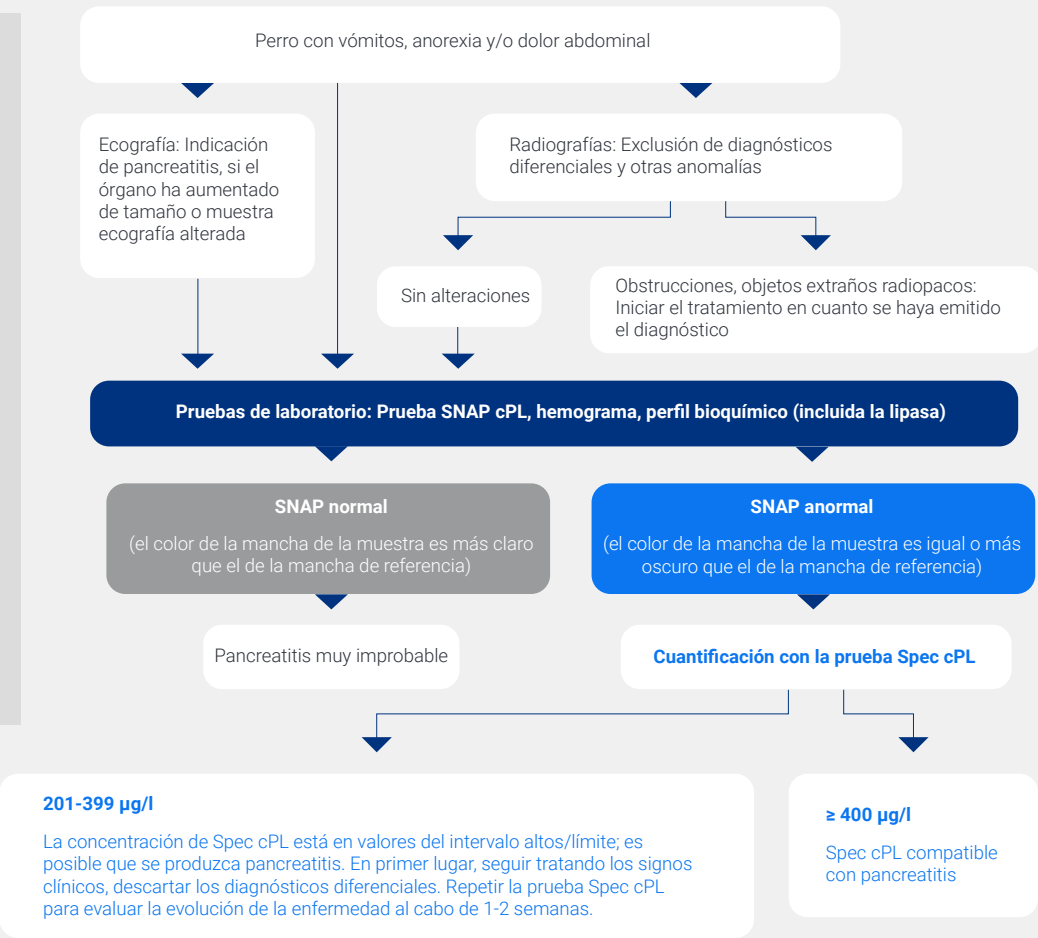 Perro con vómitos, anorexia y/o dolor abdominal
Ecografía: Indicación
de pancreatitis, si el
órgano ha aumentado
de tamaño o muestra
ecografía alterada
Radiografías: Exclusión de diagnósticos
diferenciales y otras anomalías
Sin alteraciones
Obstrucciones, objetos extraños radiopacos:
Iniciar el tratamiento en cuanto se haya emitido
el diagnóstico
Pruebas de laboratorio: Prueba SNAP cPL, hemograma, perfil bioquímico (incluida la lipasa)
SNAP normal
(el color de la mancha de la muestra es más claro
que el de la mancha de referencia)
SNAP anormal
(el color de la mancha de la muestra es igual o más
oscuro que el de la mancha de referencia)
Pancreatitis muy improbable
Cuantificación con la prueba Spec cPL
201-399 µg/l
La concentración de Spec cPL está en valores del intervalo altos/límite; es
posible que se produzca pancreatitis. En primer lugar, seguir tratando los signos
clínicos, descartar los diagnósticos diferenciales. Repetir la prueba Spec cPL
para evaluar la evolución de la enfermedad al cabo de 1-2 semanas.
≥ 400 µg/l
Spec cPL compatible
con pancreatitis